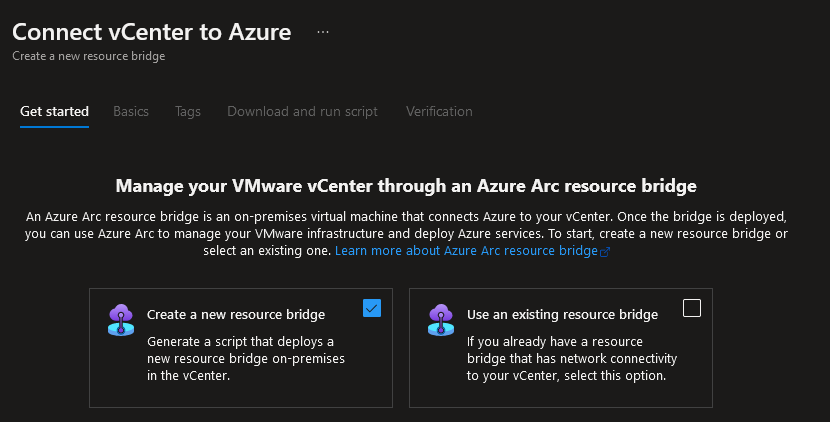 Connect vCenter to Azure ...
Create a new resource bridge
Get started Basics Tags Download and run script Verification
Manage your VMware vCenter through an Azure Arc resource bridge
An Azure Arc resource bridge is an on-premises virtual machine that connects Azure to your vCenter. Once the bridge is deployed,
you can use Azure Arc to manage your VMware infrastructure and deploy Azure services. To start, create a new resource bridge or
select an existing one. Learn more about Azure Arc resource bridge
Create a new resource bridge
Generate a script that deploys a
new resource bridge on-premises
in the vCenter.
Use an existing resource bridge
If you already have a resource
bridge that has network connectivity
to your vCenter, select this option.